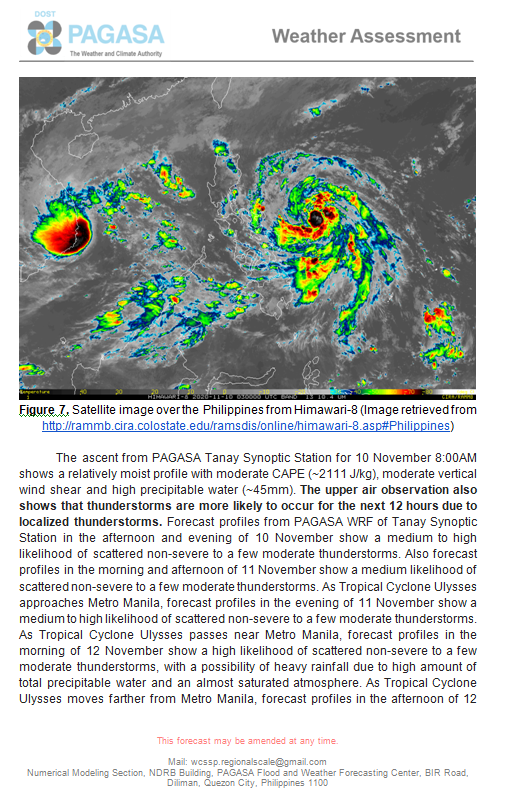 DOST
PAGASA
The Weather and Climate Authority
Weather Assessment
HIMAWARI-8 2020-11-10 030000 UTC BAND 13 10.4 UM
CIRA/RAMMB
Figure 7. Satellite image over the Philippines from Himawari-8 (Image retrieved from
http://rammb.cira.colostate.edu/ramsdis/online/himawari-8.asp#Philippines)
The ascent from PAGASA Tanay Synoptic Station for 10 November 8:00AM
shows a relatively moist profile with moderate CAPE (~2111 J/kg), moderate vertical
wind shear and high precipitable water (~45mm). The upper air observation also
shows that thunderstorms are more likely to occur for the next 12 hours due to
localized thunderstorms. Forecast profiles from PAGASA WRF of Tanay Synoptic
Station in the afternoon and evening of 10 November show a medium to high
likelihood of scattered non-severe to a few moderate thunderstorms. Also forecast
profiles in the morning and afternoon of 11 November show a medium likelihood of
scattered non-severe to a few moderate thunderstorms. As Tropical Cyclone Ulysses
approaches Metro Manila, forecast profiles in the evening of 11 November show a
medium to high likelihood of scattered non-severe to a few moderate thunderstorms.
As Tropical Cyclone Ulysses passes near Metro Manila, forecast profiles in the
morning of 12 November show a high likelihood of scattered non-severe to a few
moderate thunderstorms, with a possibility of heavy rainfall due to high amount of
total precipitable water and an almost saturated atmosphere. As Tropical Cyclone
Ulysses moves farther from Metro Manila, forecast profiles in the afternoon of 12
This forecast may be amended at any time.
Mail: wcssp.regionalscale@gmail.com
Numerical Modeling Section, NDRB Building, PAGASA Flood and Weather Forecasting Center, BIR Road,
Diliman, Quezon City, Philippines 1100